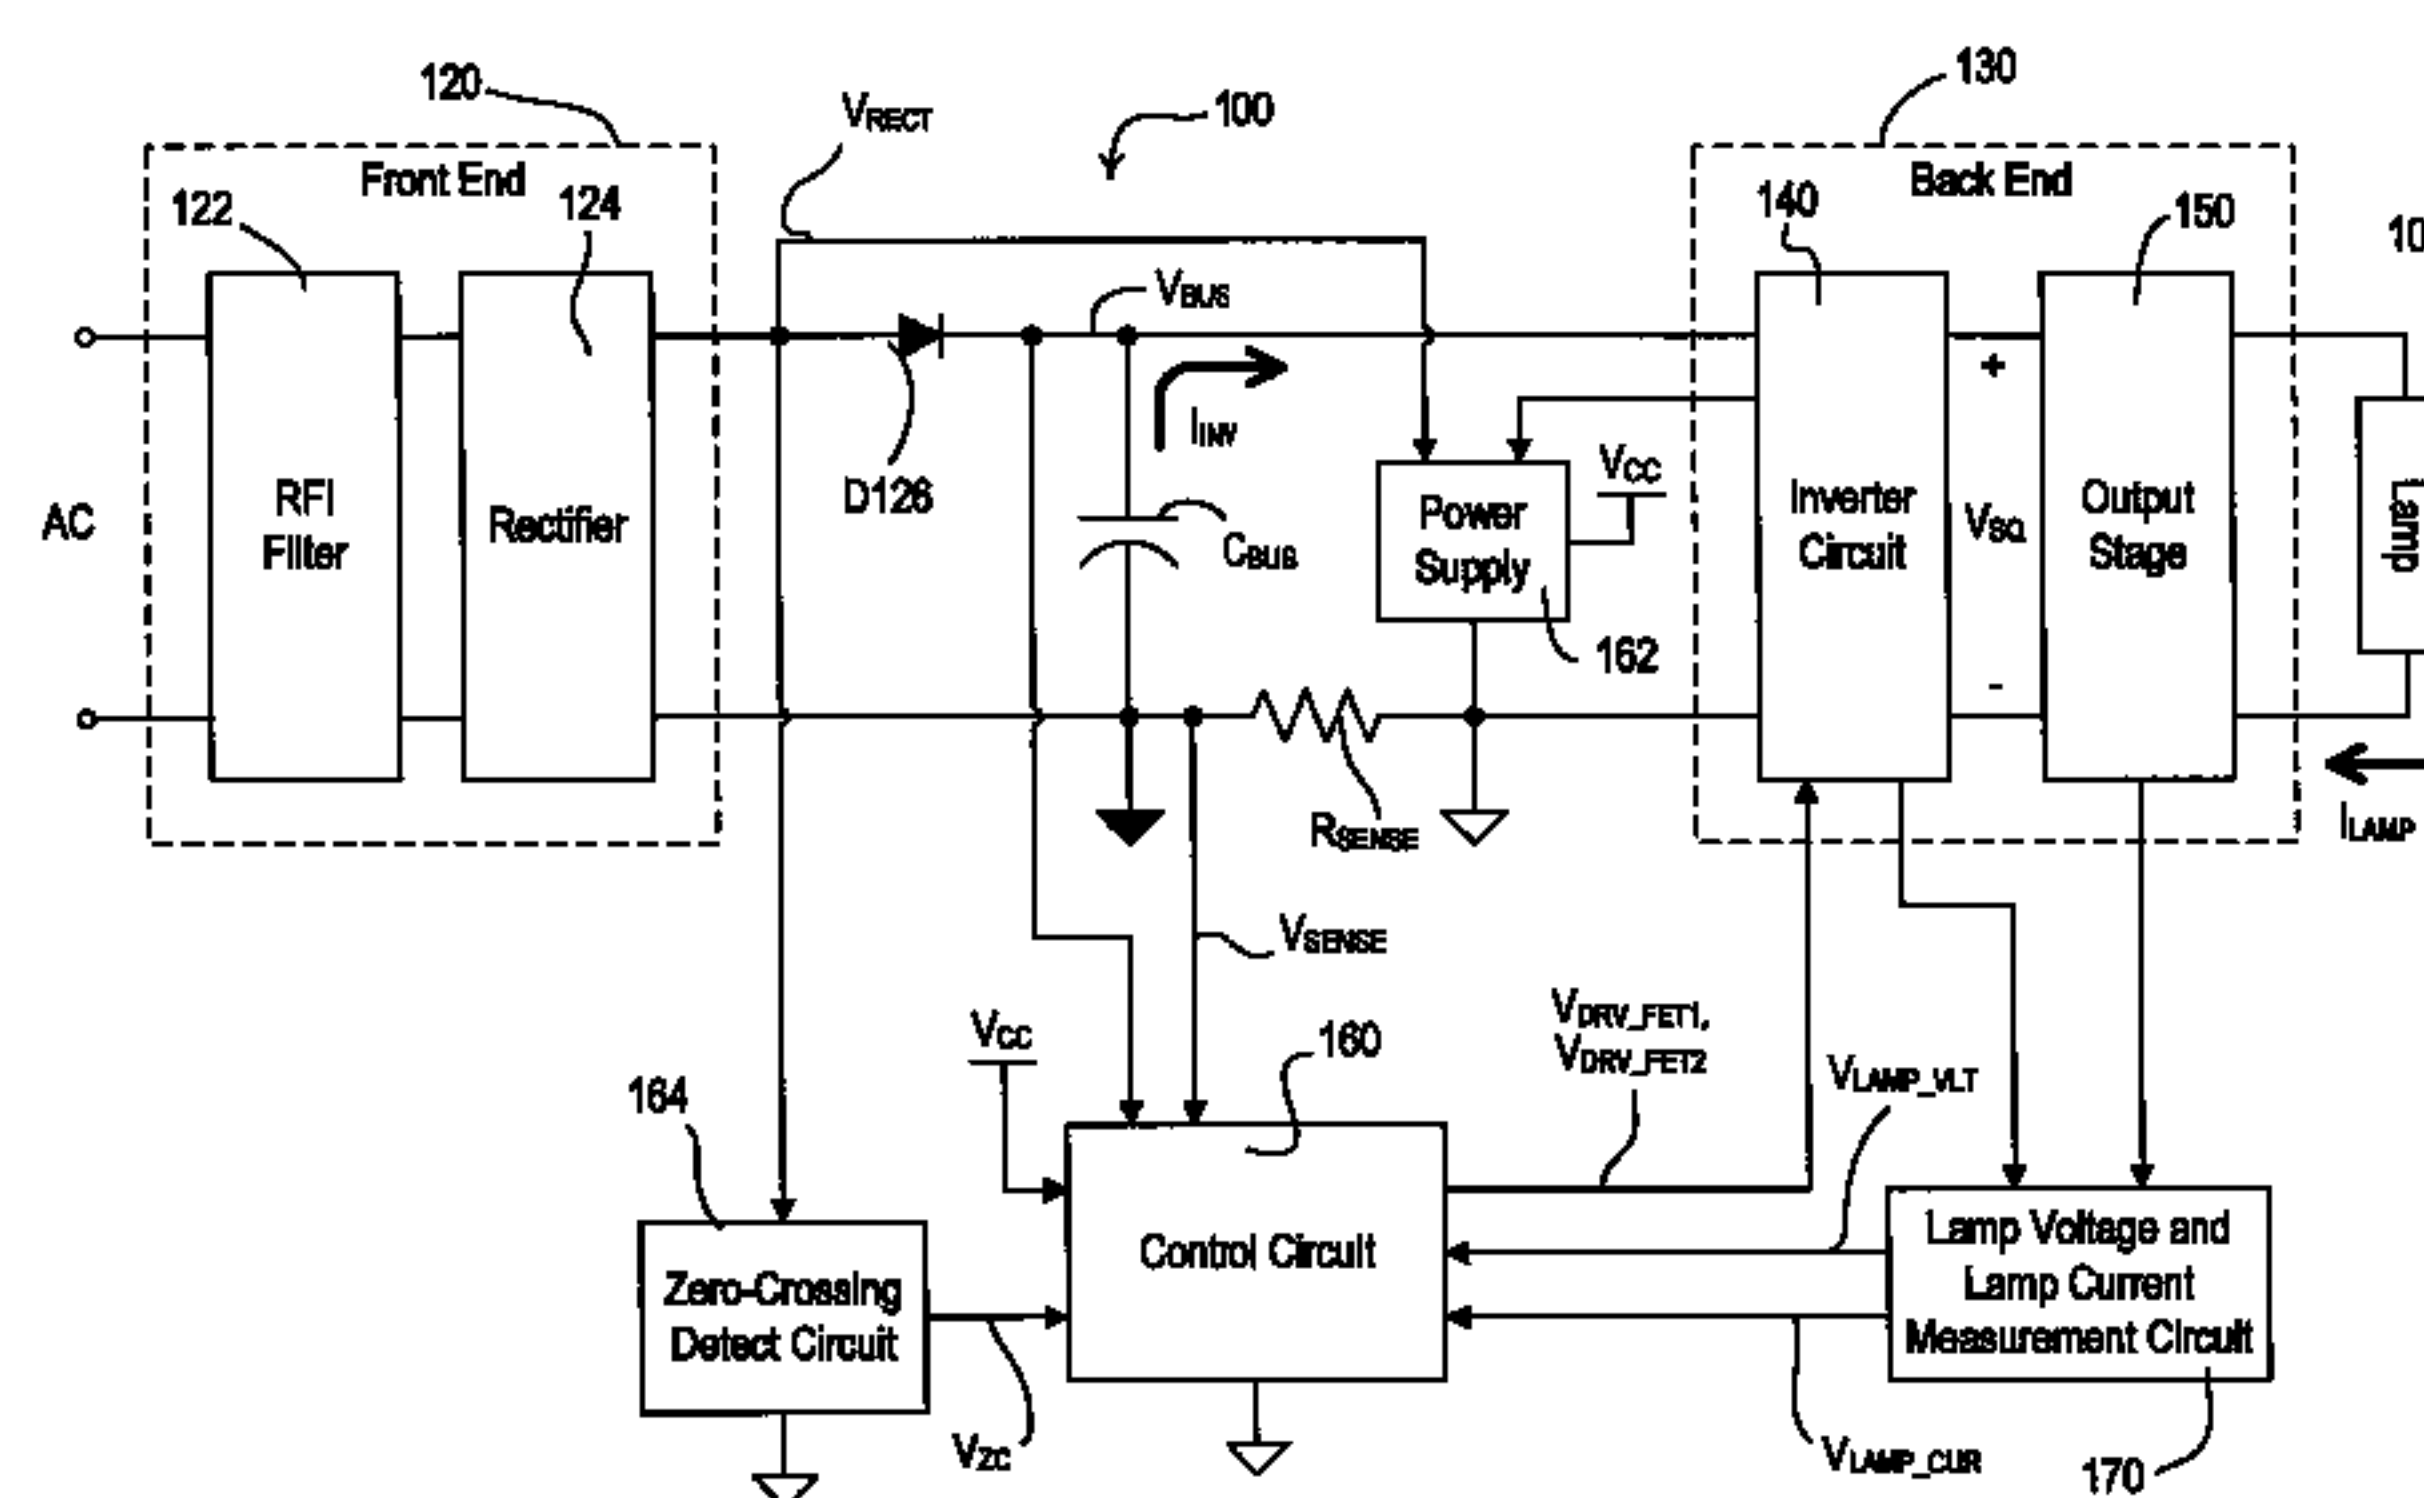 120
VRECT
100
130
Front End
Back End
122
124
140
150
10
VBUS
IINV
D126
VCC
AC
RFI
Filter
Rectifier
CBUS
Power
Supply
Inverter
Circuit
+
VSQ
-
Output
Stage
Lamp
162
RSENSE
ILAMP
VSENSE
VDRV_FET1,
VDRV_FET2
VCC
160
VLAMP_VLT
164
Zero-Crossing
Detect Circuit
Control Circuit
Lamp Voltage and
Lamp Current
Measurement Circuit
VZC
VLAMP_CUR
170